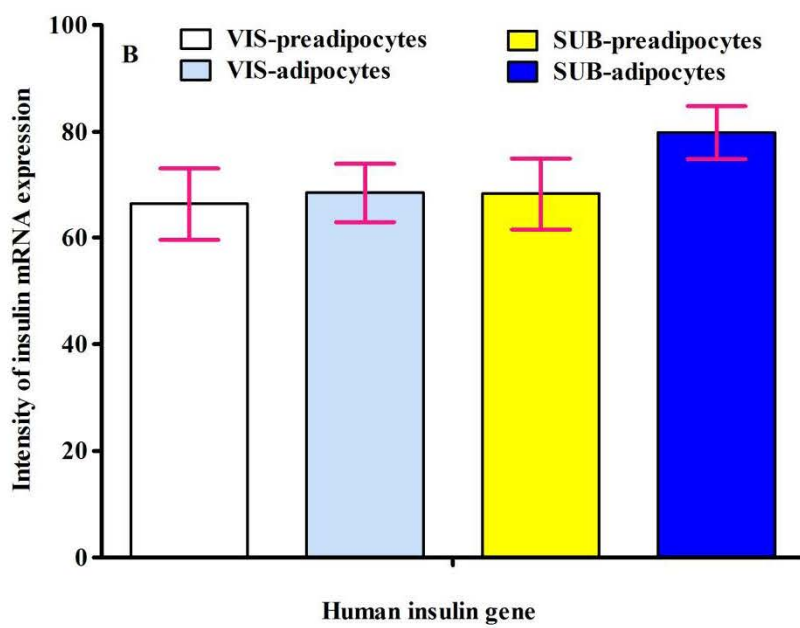 B
VIS-preadipocytes
SUB-preadipocytes
VIS-adipocytes
SUB-adipocytes
Intensity of insulin mRNA expression
100
80
60
40
20
0
Human insulin gene